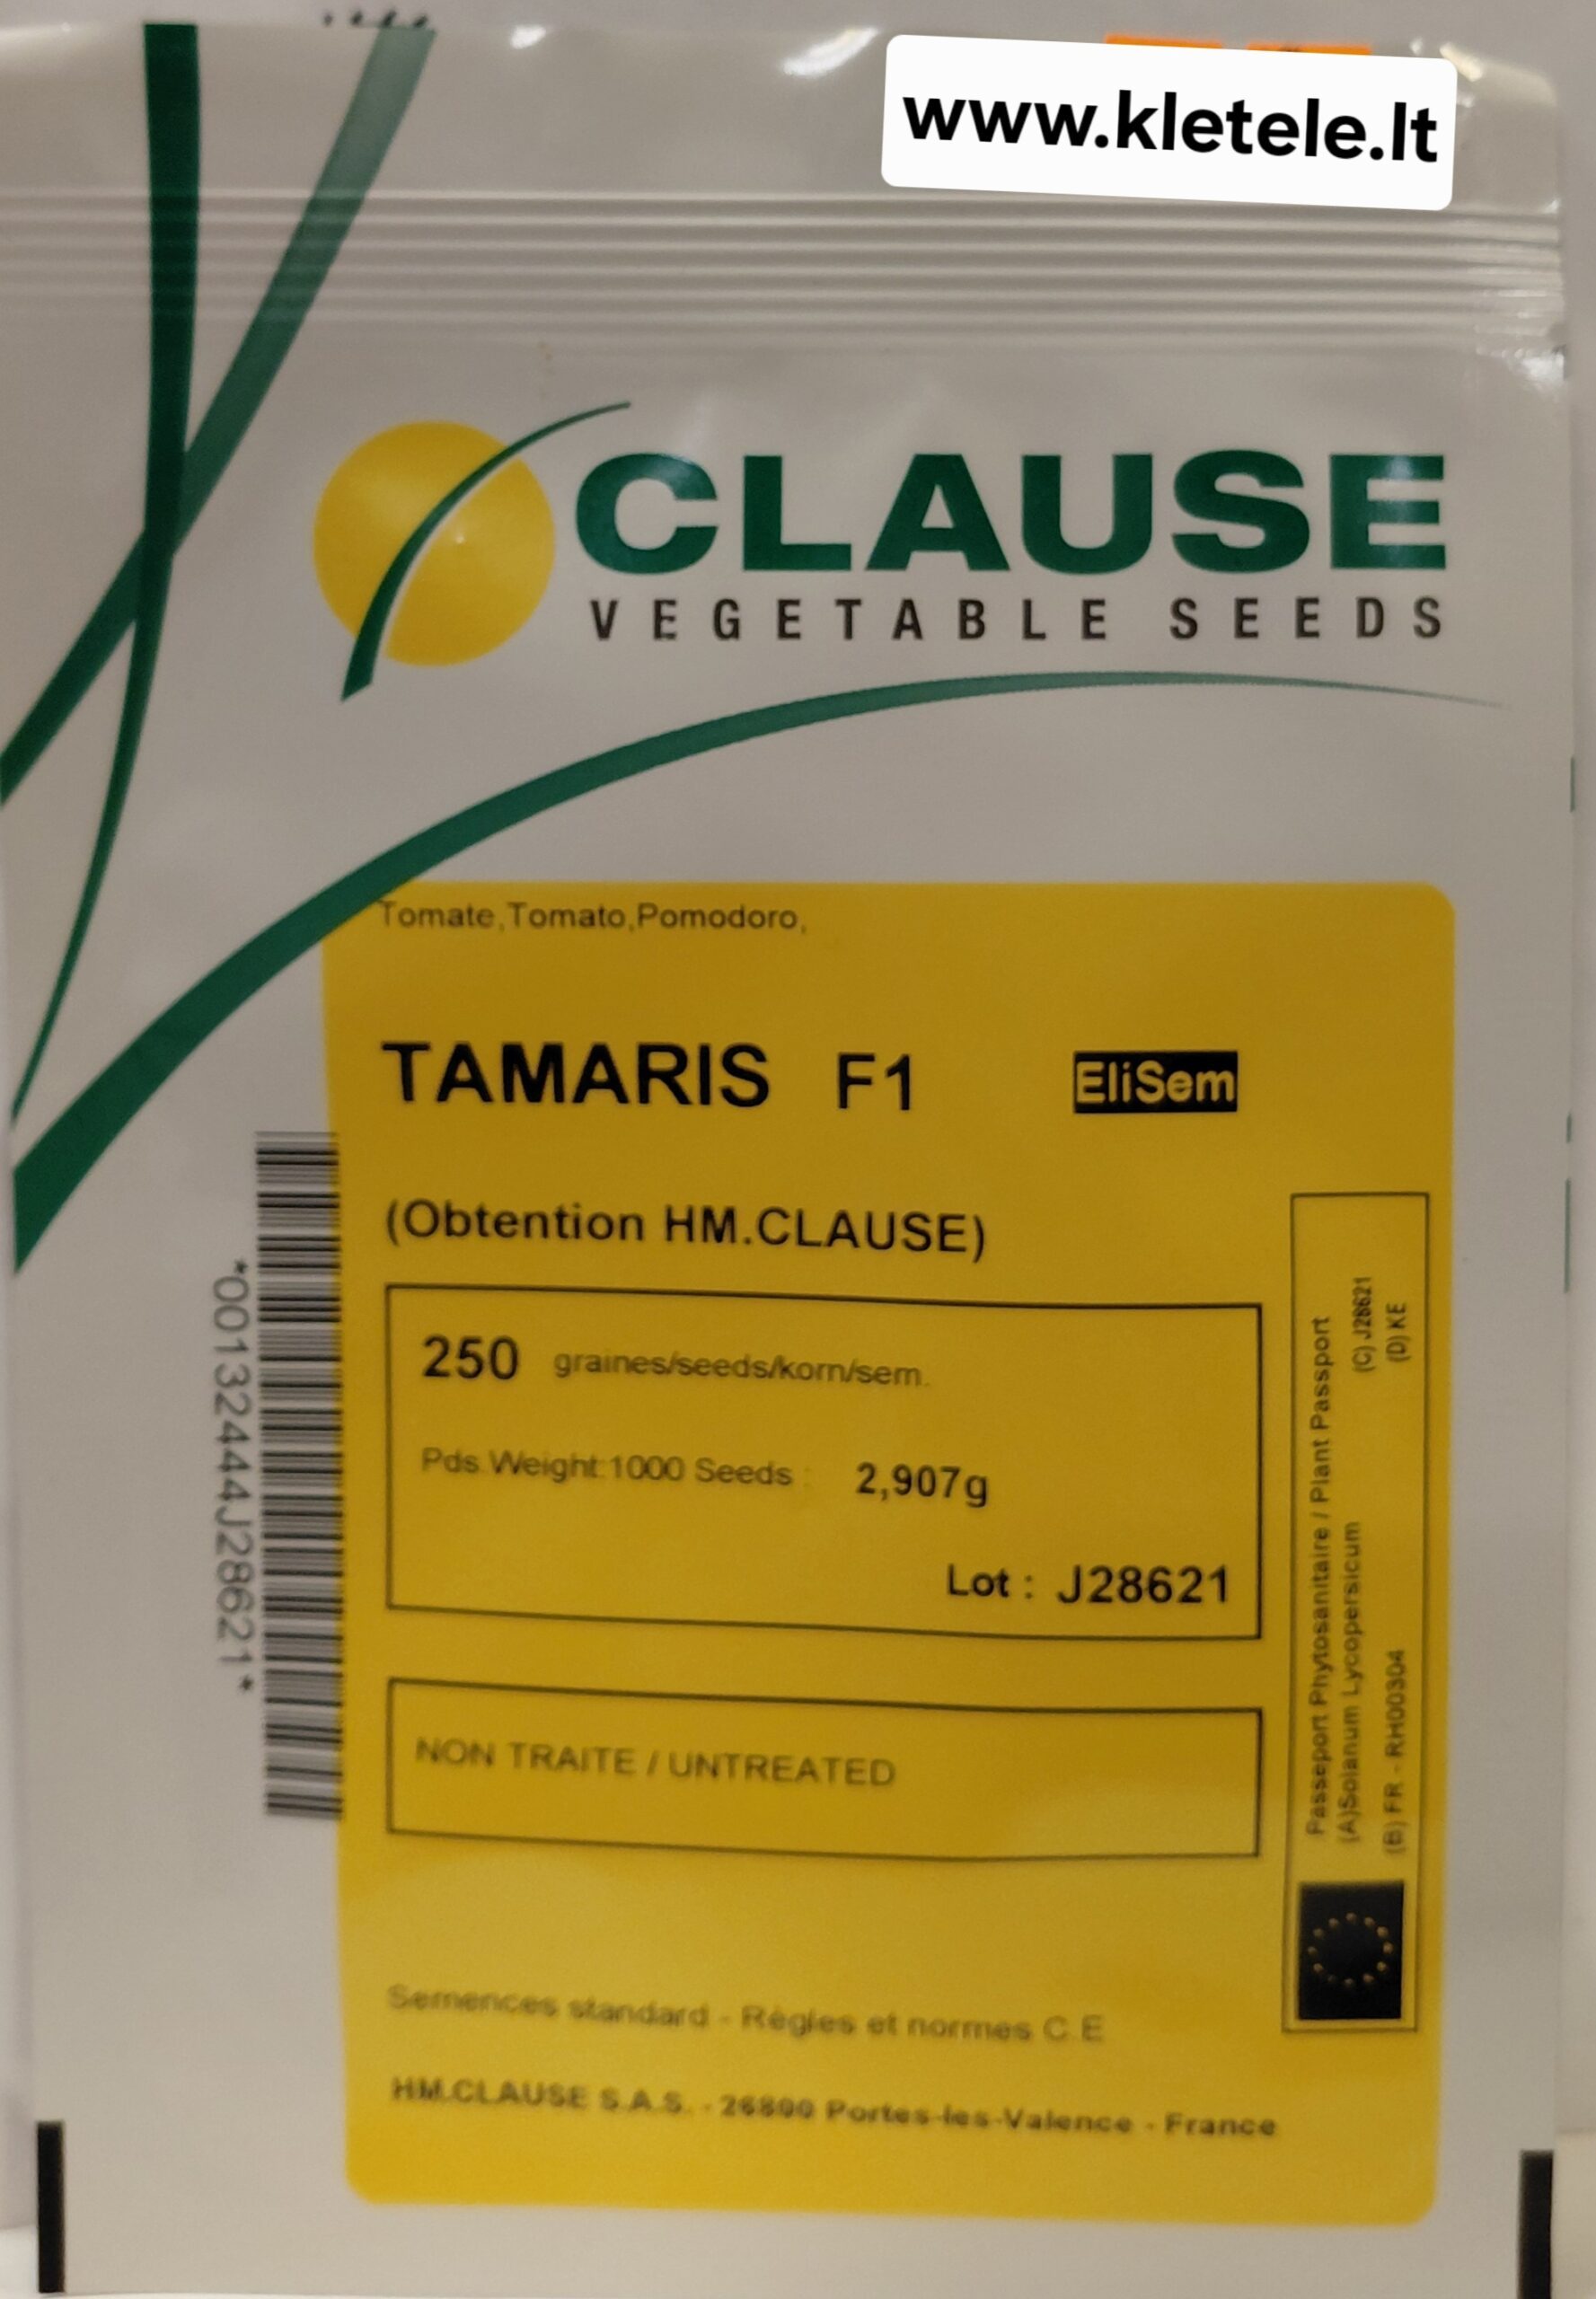 www.kletele.lt
CLAUSE
VEGETABLE SEEDS
Tomate,Tomato,Pomodoro,
TAMARIS F1 EliSem
(Obtention HM.CLAUSE)
250 graines/seeds/korn/sem.
Pds.Weight:1000 Seeds : 2,907g
Lot : J28621
NON TRAITE / UNTREATED
Semences standard - Règles et normes C.E
HM.CLAUSE S.A.S. - 26800 Portes-les-Valence - France
*00132444J28621*
Passeport Phytosanitaire / Plant Passport
(A)Solanum Lycopersicum (C) J28621
(B) FR - RH00304 (D) KE